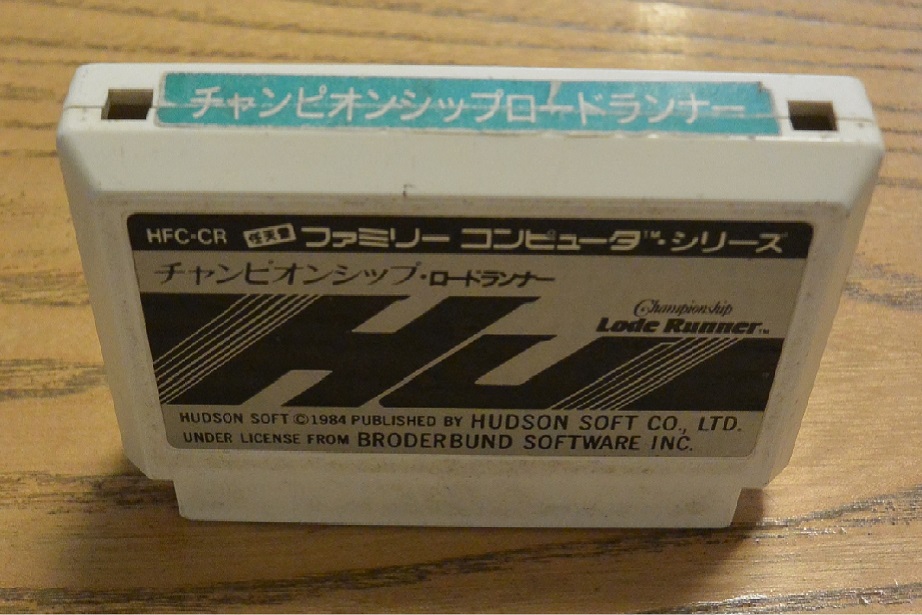 チャンピオンシップロードランナー
HFC-CR 任天堂 ファミリー コンピュータ™・シリーズ
チャンピオンシップ・ロードランナー
HU
Championship
Lode Runner™
HUDSON SOFT ©1984 PUBLISHED BY HUDSON SOFT CO., LTD.
UNDER LICENSE FROM BRODERBUND SOFTWARE INC.